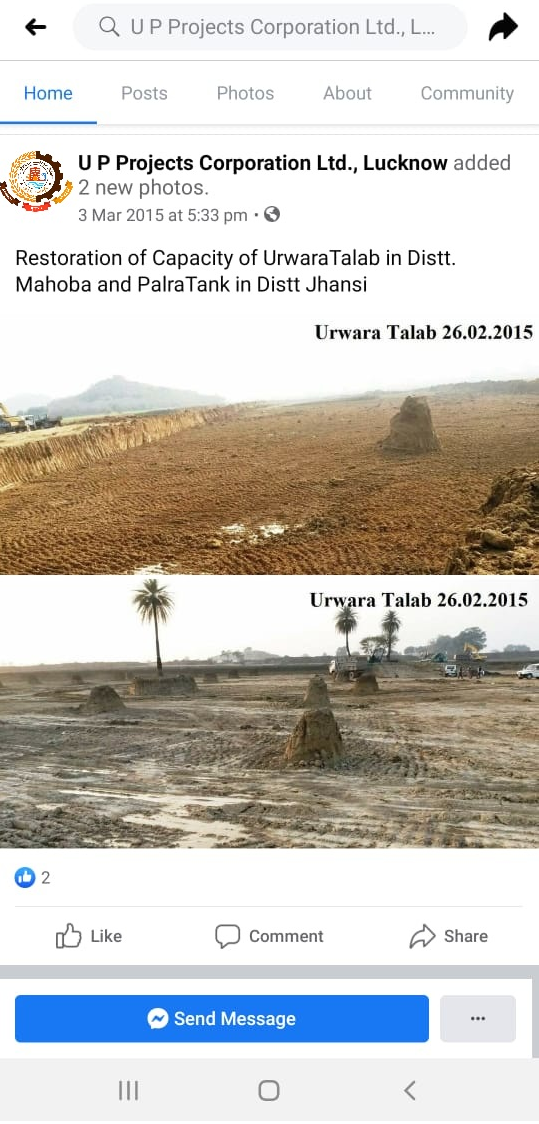 U P Projects Corporation Ltd., L...
Home Posts Photos About Community
U P Projects Corporation Ltd., Lucknow added
2 new photos.
3 Mar 2015 at 5:33 pm •
Restoration of Capacity of UrwaraTalab in Distt.
Mahoba and PalraTank in Distt Jhansi
Urwara Talab 26.02.2015
Urwara Talab 26.02.2015
2
Like Comment Share
Send Message ...